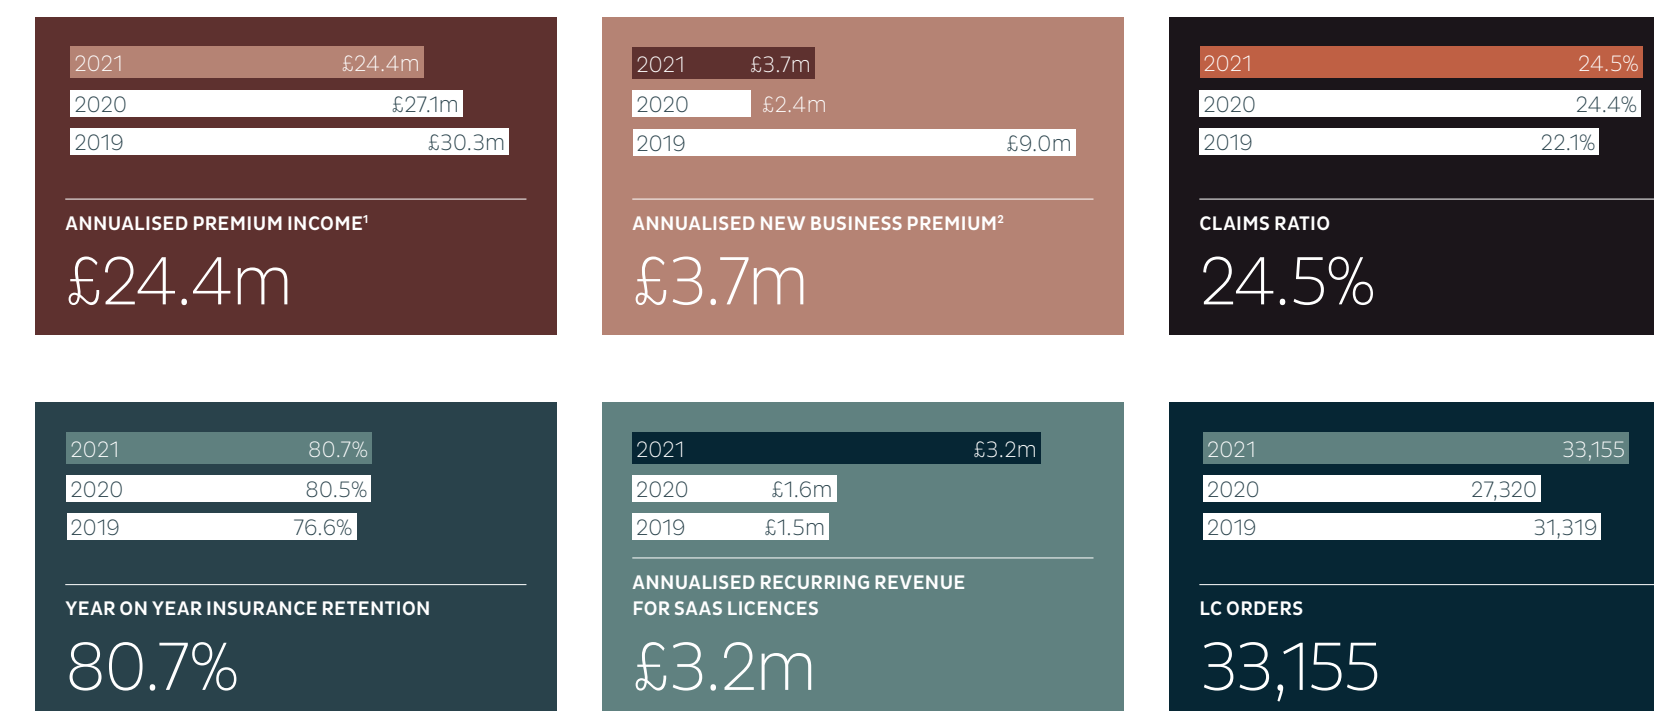 2021 £24.4m
2020 £27.1m
2019 £30.3m
ANNUALISED PREMIUM INCOME¹
£24.4m
2021 £3.7m
2020 £2.4m
2019 £9.0m
ANNUALISED NEW BUSINESS PREMIUM²
£3.7m
2021 24.5%
2020 24.4%
2019 22.1%
CLAIMS RATIO
24.5%
2021 80.7%
2020 80.5%
2019 76.6%
YEAR ON YEAR INSURANCE RETENTION
80.7%
2021 £3.2m
2020 £1.6m
2019 £1.5m
ANNUALISED RECURRING REVENUE
FOR SAAS LICENCES
£3.2m
2021 33,155
2020 27,320
2019 31,319
LC ORDERS
33,155